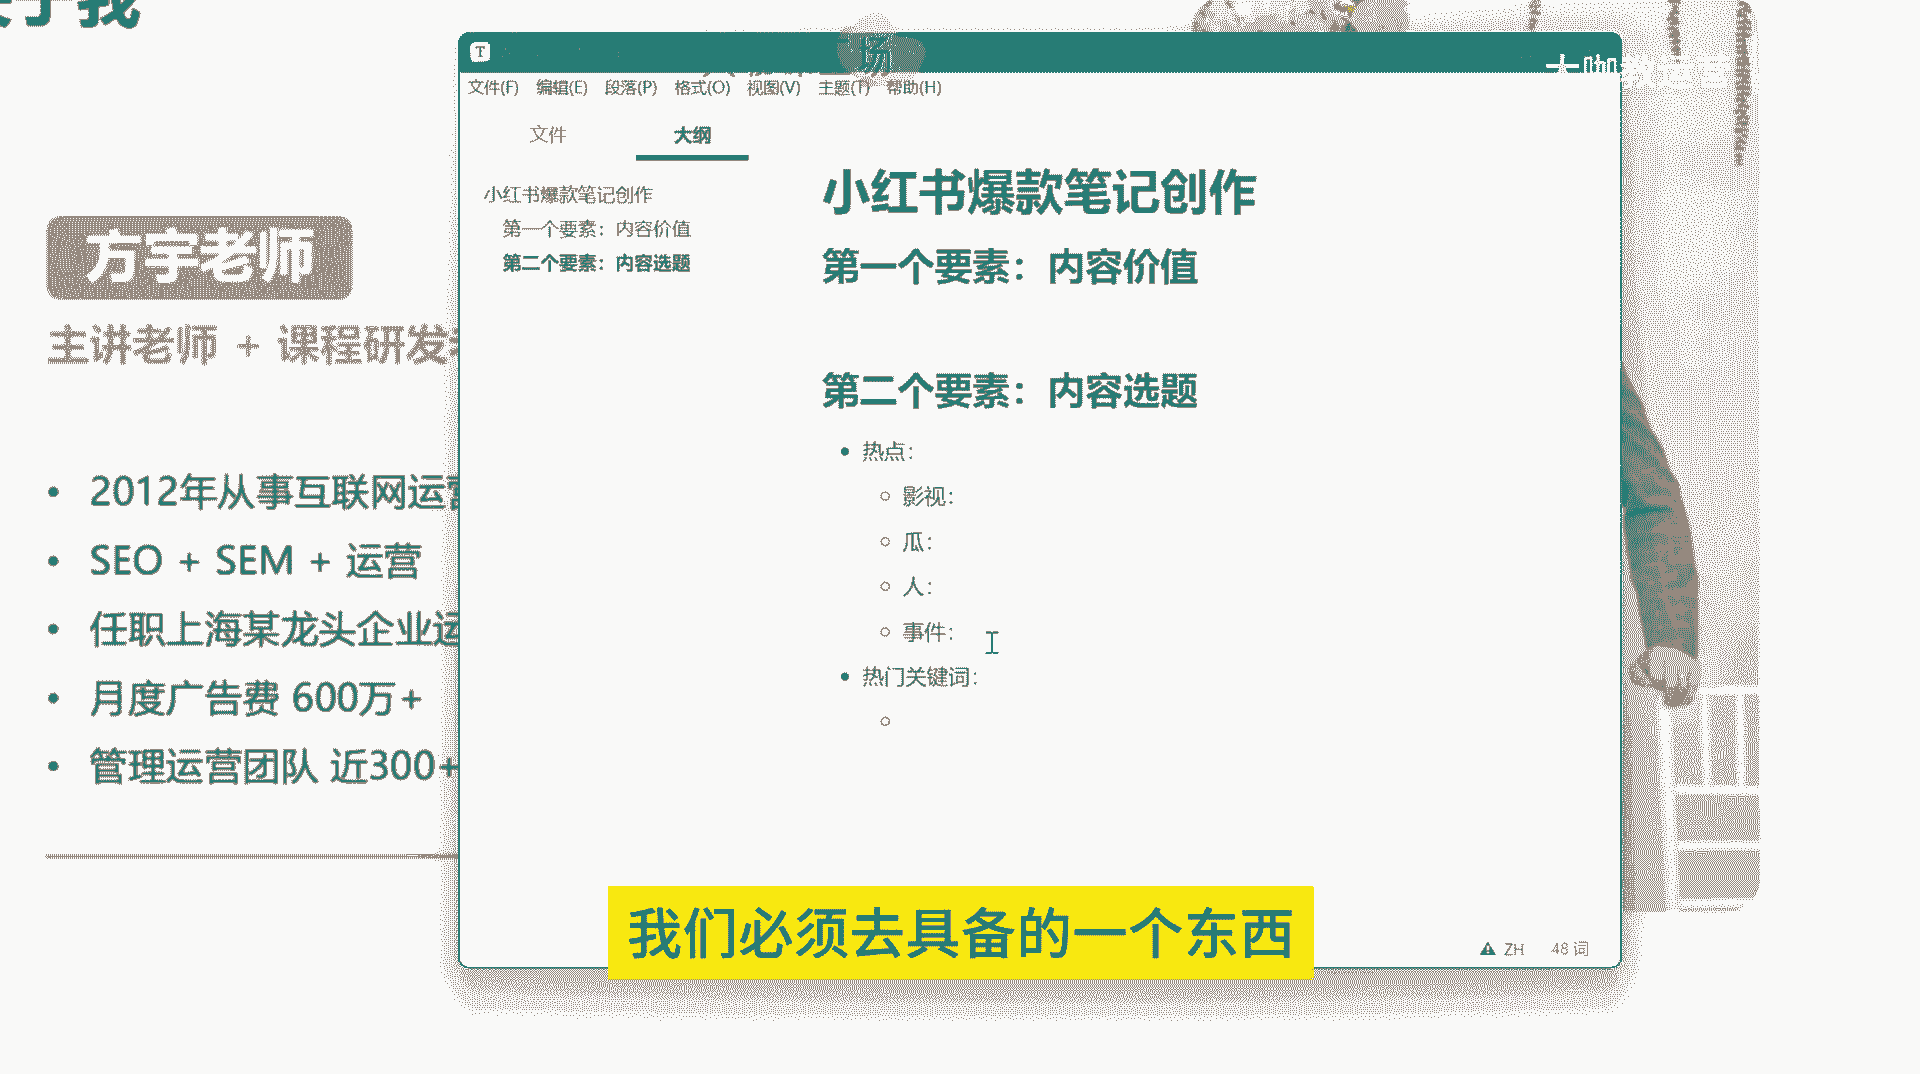 于我
方宇老师
主讲老师 + 课程研发
2012年从事互联网运营
SEO + SEM + 运营
任职上海某龙头企业运
月度广告费 600万+
管理运营团队 近300+
T
文件(F) 编辑(E) 段落(P) 格式(O) 视图(V) 主题(T) 帮助(H)
文件 大纲
小红书爆款笔记创作
第一个要素：内容价值
第二个要素：内容选题
小红书爆款笔记创作
第一个要素：内容价值
第二个要素：内容选题
热点：
影视：
瓜：
人：
事件：
热门关键词：
ZH 48 词
我们必须去具备的一个东西